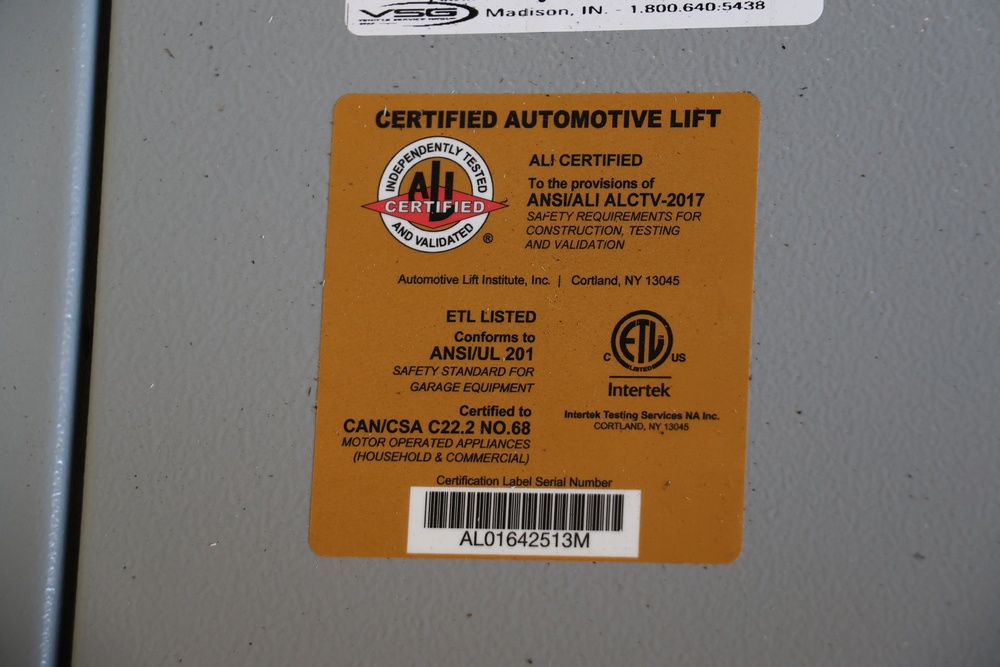 VSG
Madison, IN. - 1.800.640.5438
CERTIFIED AUTOMOTIVE LIFT
INDEPENDENTLY TESTED
ALI
CERTIFIED
AND VALIDATED
®
ALI CERTIFIED
To the provisions of
ANSI/ALI ALCTV-2017
SAFETY REQUIREMENTS FOR
CONSTRUCTION, TESTING
AND VALIDATION
Automotive Lift Institute, Inc. | Cortland, NY 13045
ETL LISTED
Conforms to
ANSI/UL 201
SAFETY STANDARD FOR
GARAGE EQUIPMENT
Certified to
CAN/CSA C22.2 NO.68
MOTOR OPERATED APPLIANCES
(HOUSEHOLD & COMMERCIAL)
ETL
LISTED
C US
Intertek
Intertek Testing Services NA Inc.
CORTLAND, NY 13045
Certification Label Serial Number
AL01642513M